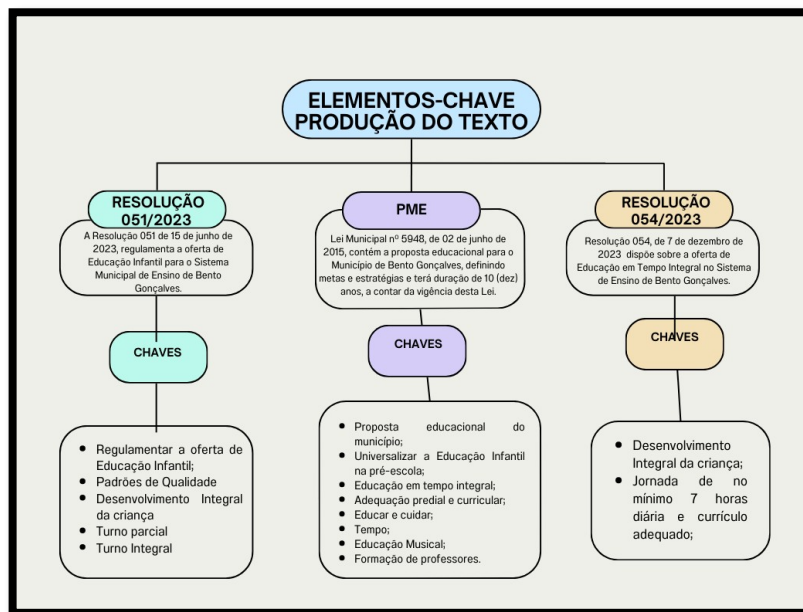 ELEMENTOS-CHAVE
PRODUÇÃO DO TEXTO
RESOLUÇÃO
051/2023
A Resolução 051 de 15 de junho de
2023, regulamenta a oferta de
Educação Infantil para o Sistema
Municipal de Ensino de Bento
Gonçalves.
CHAVES
Regulamentar a oferta de
Educação Infantil;
Padrões de Qualidade
Desenvolvimento Integral
da criança
Turno parcial
Turno Integral
PME
Lei Municipal nº 5948, de 02 de junho de
2015, contém a proposta educacional para o
Município de Bento Gonçalves, definindo
metas e estratégias e terá duração de 10 (dez)
anos, a contar da vigência desta Lei.
CHAVES
Proposta educacional do
município;
Universalizar a Educação Infantil
na pré-escola;
Educação em tempo integral;
Adequação predial e curricular;
Educar e cuidar;
Tempo;
Educação Musical;
Formação de professores.
RESOLUÇÃO
054/2023
Resolução 054, de 7 de dezembro de
2023 dispõe sobre a oferta de
Educação em Tempo Integral no Sistema
de Ensino de Bento Gonçalves.
CHAVES
Desenvolvimento
Integral da criança;
Jornada de no
mínimo 7 horas
diária e currículo
adequado;